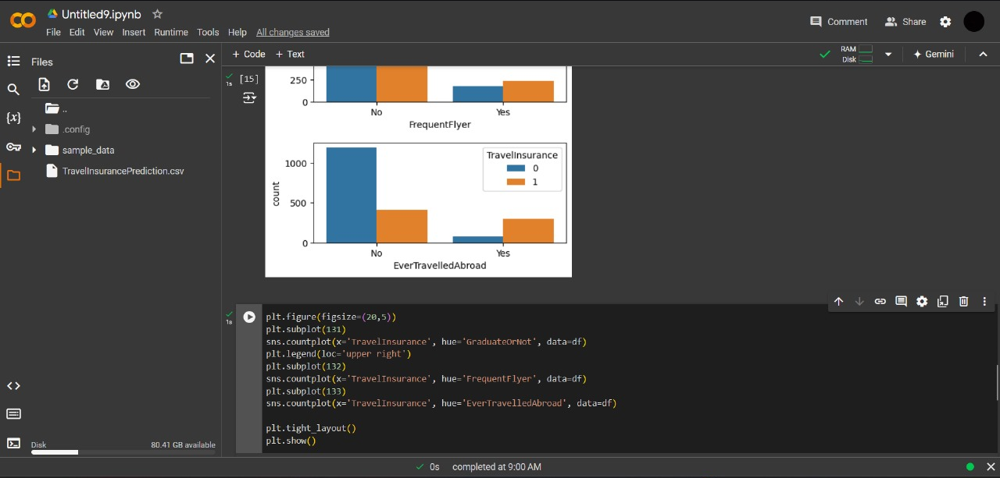 Untitled9.ipynb
File Edit View Insert Runtime Tools Help All changes saved
Comment
Share
Files
+ Code + Text
RAM
Disk
Gemini
{x}
..
.config
sample_data
TravelInsurancePrediction.csv
Disk
80.41 GB available
1s
[15]
250
0
No
Yes
FrequentFlyer
TravelInsurance
0
1
1000
500
0
count
No
Yes
EverTravelledAbroad
1s
plt.figure(figsize=(20,5))
plt.subplot(131)
sns.countplot(x='TravelInsurance', hue='GraduateOrNot', data=df)
plt.legend(loc='upper right')
plt.subplot(132)
sns.countplot(x='TravelInsurance', hue='FrequentFlyer', data=df)
plt.subplot(133)
sns.countplot(x='TravelInsurance', hue='EverTravelledAbroad', data=df)
plt.tight_layout()
plt.show()
0s completed at 9:00 AM